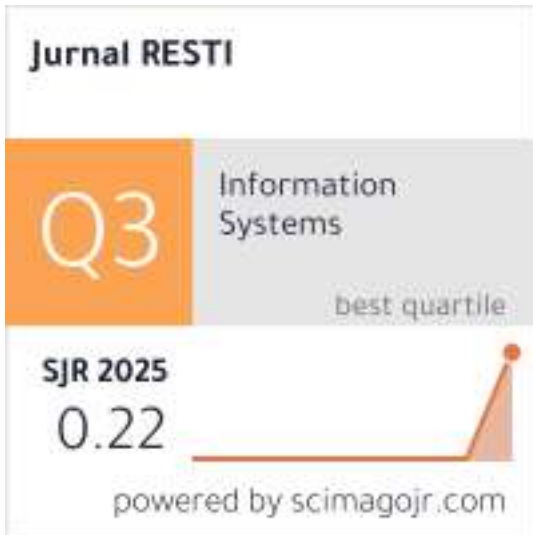 Jurnal RESTI
Q3
Information
Systems
best quartile
SJR 2025
0.22
powered by scimagojr.com